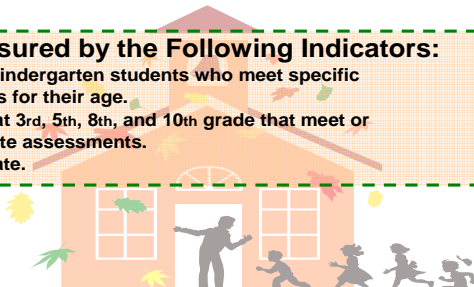 sured by the Following Indicators:
indergarten students who meet specific
s for their age.
at 3rd, 5th, 8th, and 10th grade that meet or
te assessments.
ate.